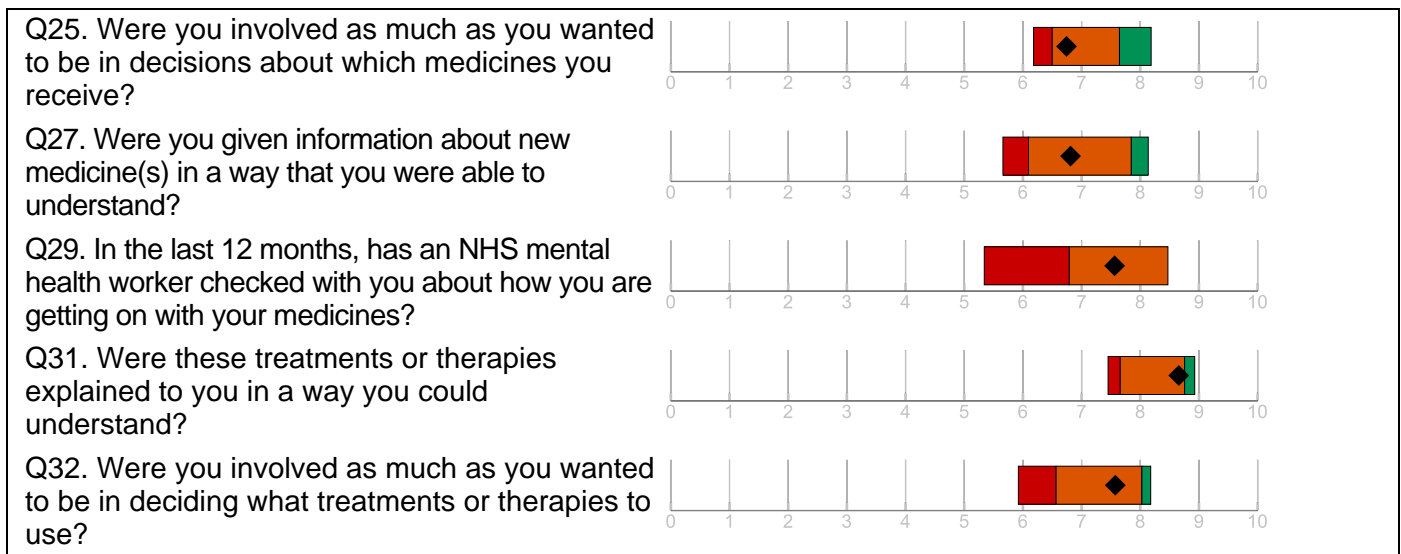 Q25. Were you involved as much as you wanted
to be in decisions about which medicines you
receive?
0 1 2 3 4 5 6 7 8 9 10
Q27. Were you given information about new
medicine(s) in a way that you were able to
understand?
0 1 2 3 4 5 6 7 8 9 10
Q29. In the last 12 months, has an NHS mental
health worker checked with you about how you are
getting on with your medicines?
0 1 2 3 4 5 6 7 8 9 10
Q31. Were these treatments or therapies
explained to you in a way you could
understand?
0 1 2 3 4 5 6 7 8 9 10
Q32. Were you involved as much as you wanted
to be in deciding what treatments or therapies to
use?
0 1 2 3 4 5 6 7 8 9 10